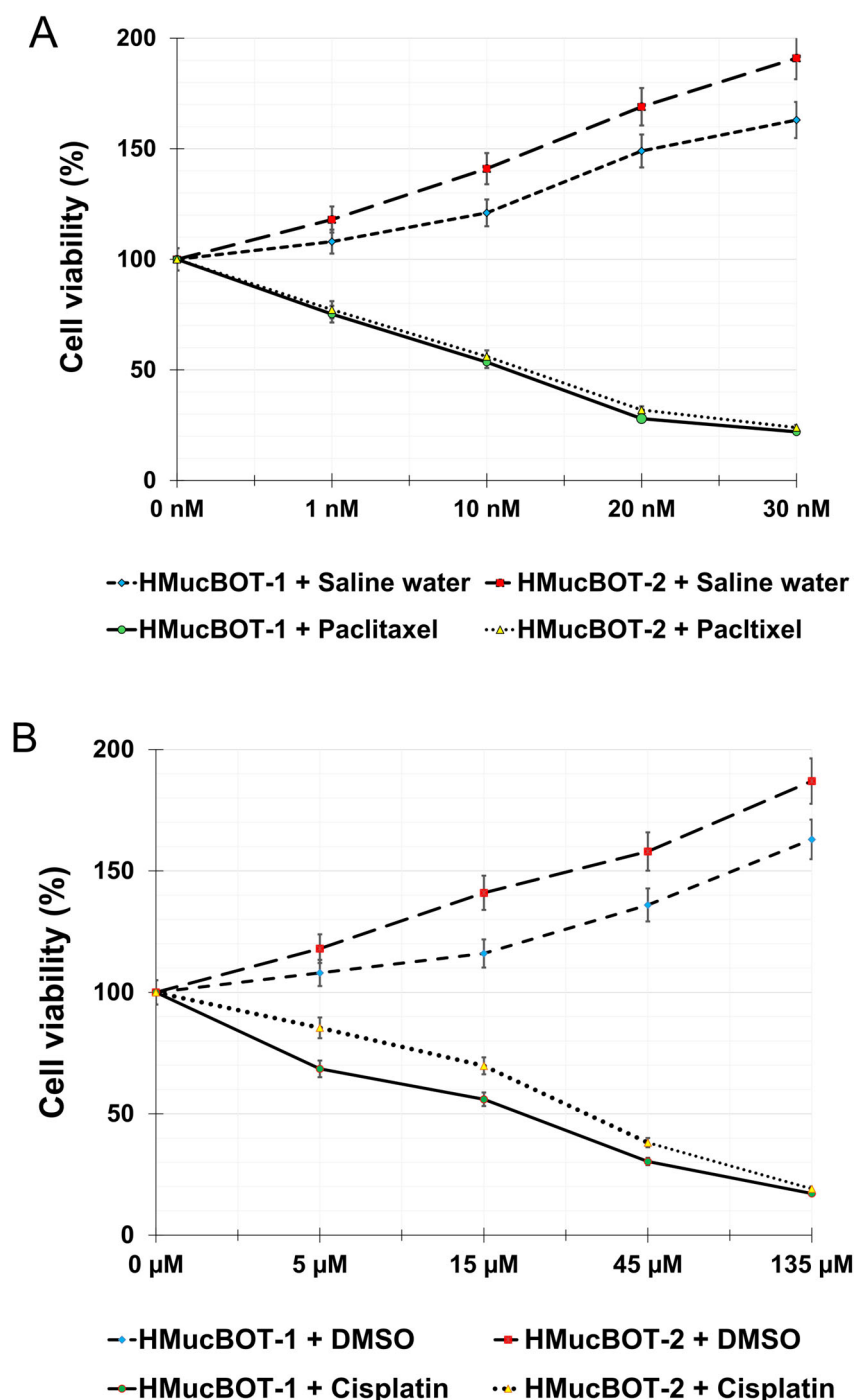 A
Cell viability (%)
200
150
100
50
0
0 nM 1 nM 10 nM 20 nM 30 nM
HMucBOT-1 + Saline water HMucBOT-2 + Saline water
HMucBOT-1 + Paclitaxel HMucBOT-2 + Pacltixel
B
Cell viability (%)
200
150
100
50
0
0 µM 5 µM 15 µM 45 µM 135 µM
HMucBOT-1 + DMSO HMucBOT-2 + DMSO
HMucBOT-1 + Cisplatin HMucBOT-2 + Cisplatin